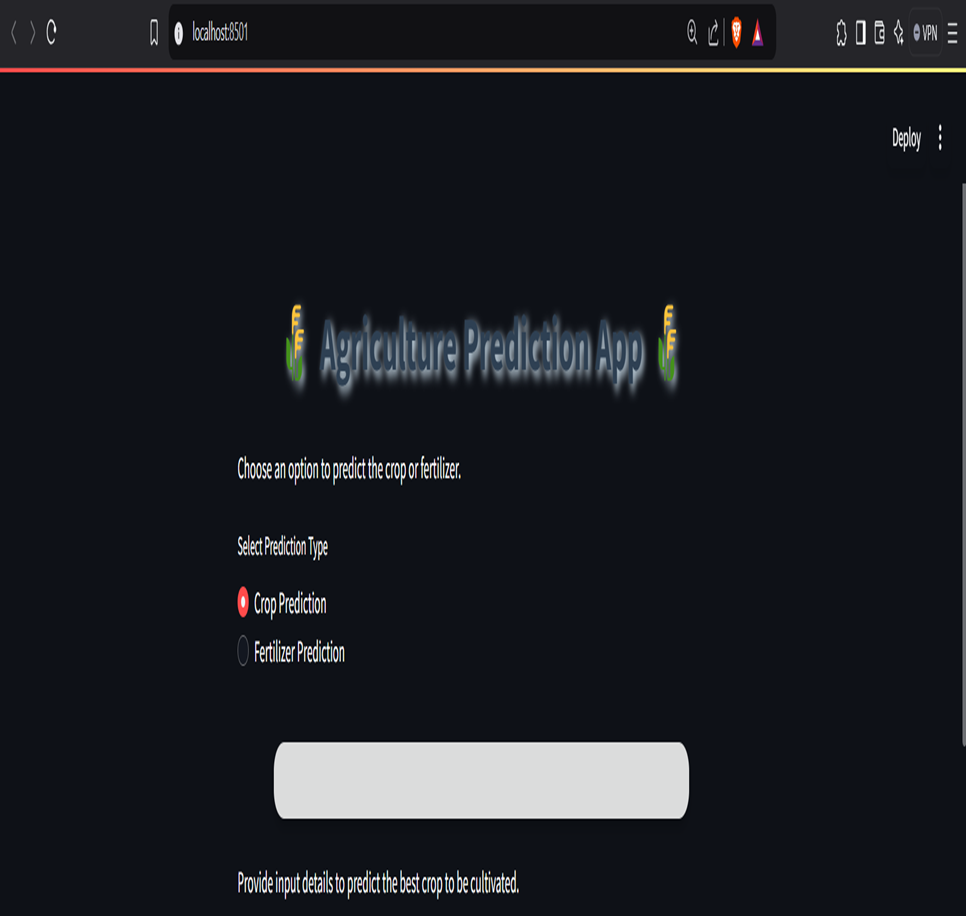 localhost:8501
VPN
Deploy
Agriculture Prediction App
Choose an option to predict the crop or fertilizer.
Select Prediction Type
Crop Prediction
Fertilizer Prediction
Provide input details to predict the best crop to be cultivated.